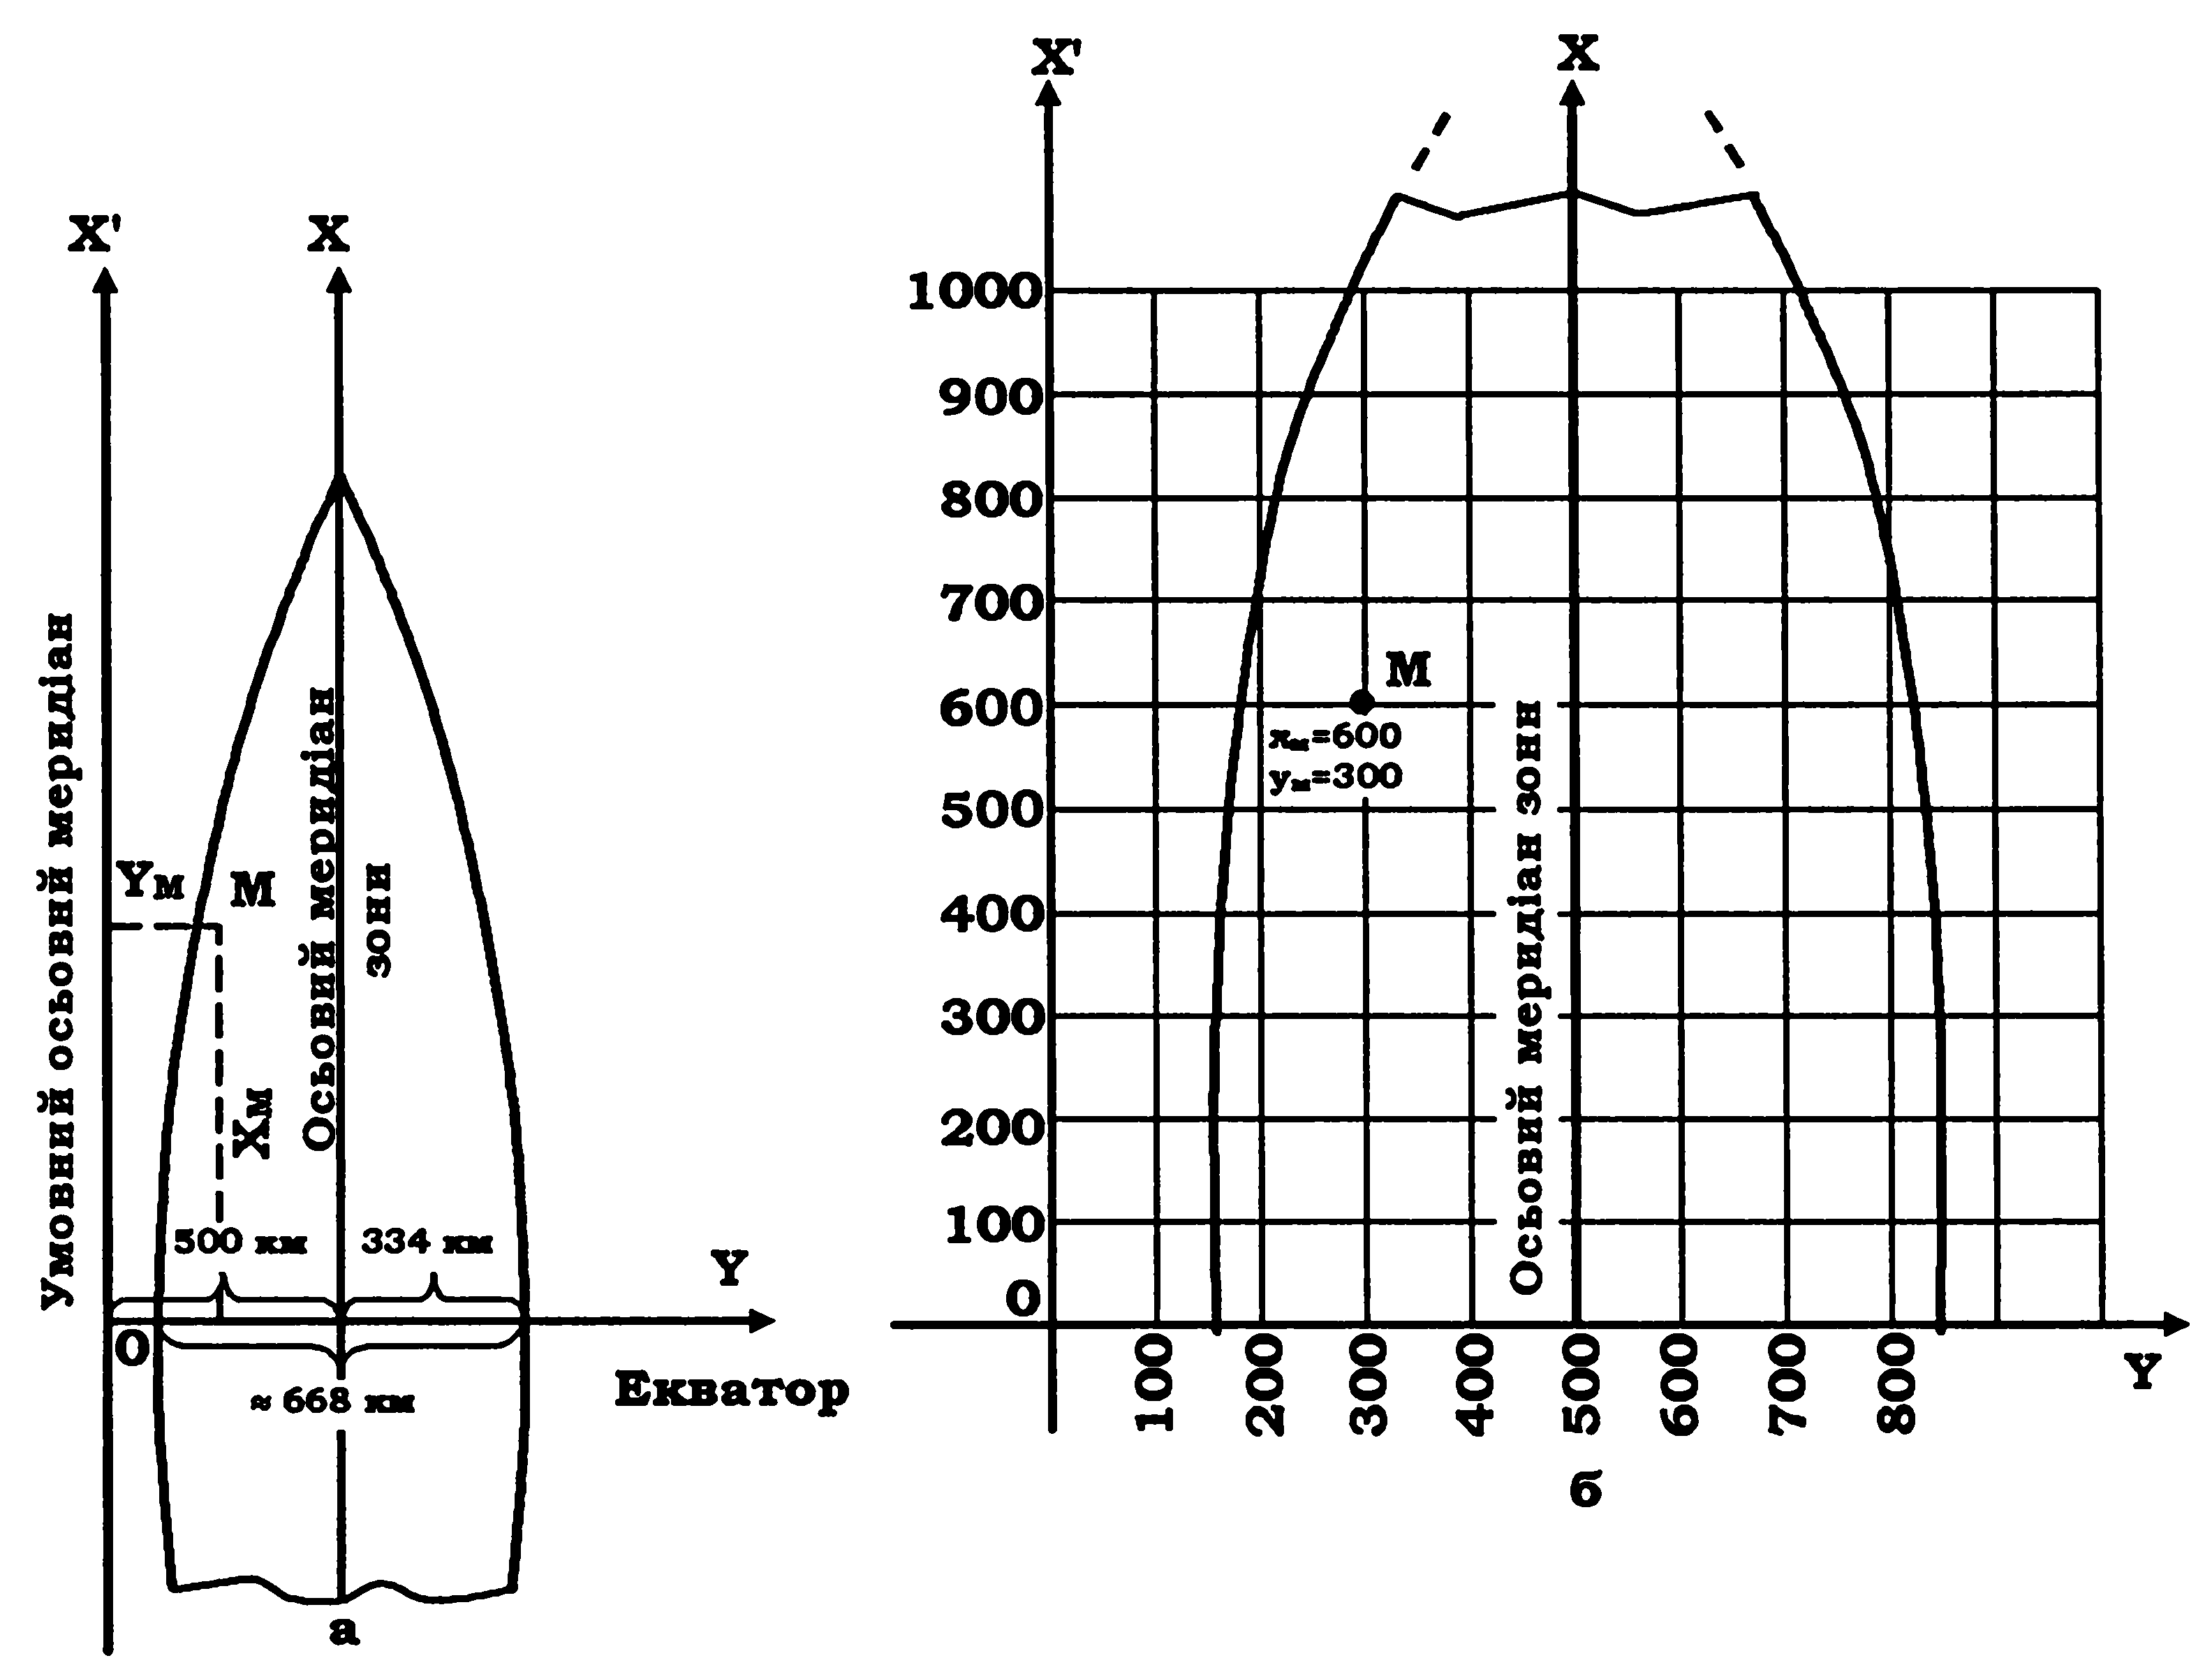 X'
X
Умовний осьовий меридіан
Осьовий меридіан
зони
Yм
М
Xм
500 км
334 км
Y
0
≈ 668 км
Екватор
а
X'
X
1000
900
800
700
600
500
400
300
200
100
0
М
xм=600
yм=300
Осьовий меридіан зони
100
200
300
400
500
600
700
800
Y
б